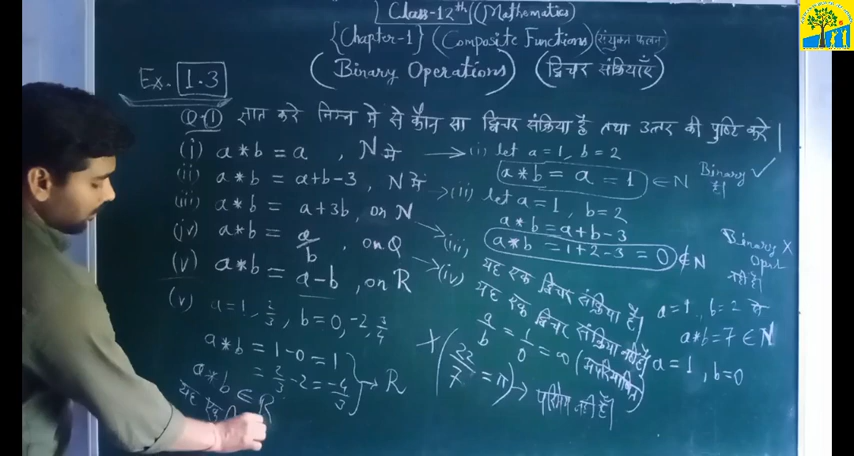 Class-12th (Mathematics)
{Chapter-1} (Composite Functions) (संयुक्त फलन)
(Binary Operations) (द्विचर संक्रियाएँ)
Ex. 1.3
Q.1 ज्ञात करे निम्न मे से कौन सा द्विचर संक्रिया है तथा उत्तर की पुष्टि करे।
(i) a*b = a , N में → (i) let a=1, b=2
a*b = a = 1 ∈ N Binary है। ✓
(ii) a*b = a+b-3, N में → (ii) let a=1, b=2
a*b = a+b-3
a*b = 1+2-3 = 0 ∉ N Binary X
नही है।
(iii) a*b = a+3b, on N → (iii) यह एक द्विचर संक्रिया है। a=1, b=2
a*b = 7 ∈ N
(iv) a*b = a/b , on Q → (iv) यह एक द्विचर संक्रिया नही है। a=1, b=0
a/b = 1/0 = ∞
X (22/7 = π) → नही है।
(v) a*b = a-b, on R
(v) a=1, 2/3, b=0, -2, 3/4
a*b = 1-0 = 1
= 2/3 - 2 = -4/3 } → R
a*b ∈ R
यह एक